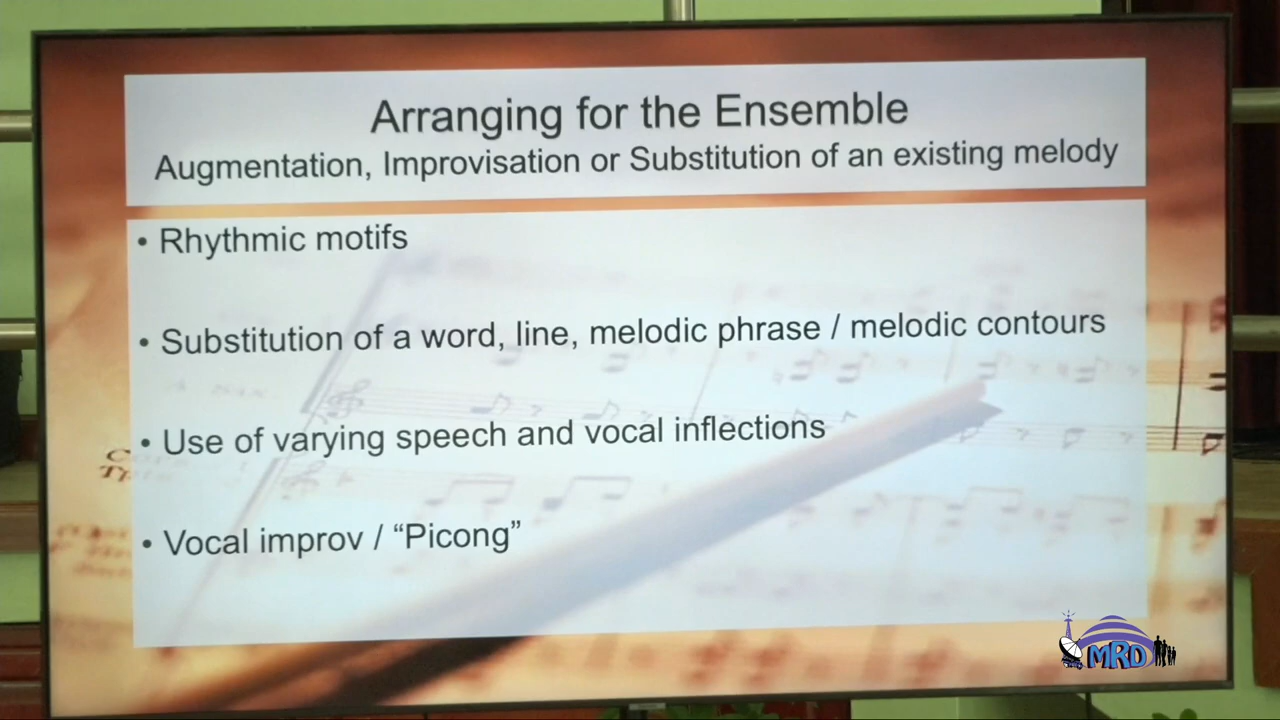 Arranging for the Ensemble
Augmentation, Improvisation or Substitution of an existing melody
• Rhythmic motifs
• Substitution of a word, line, melodic phrase / melodic contours
• Use of varying speech and vocal inflections
• Vocal improv / “Picong”
MRD